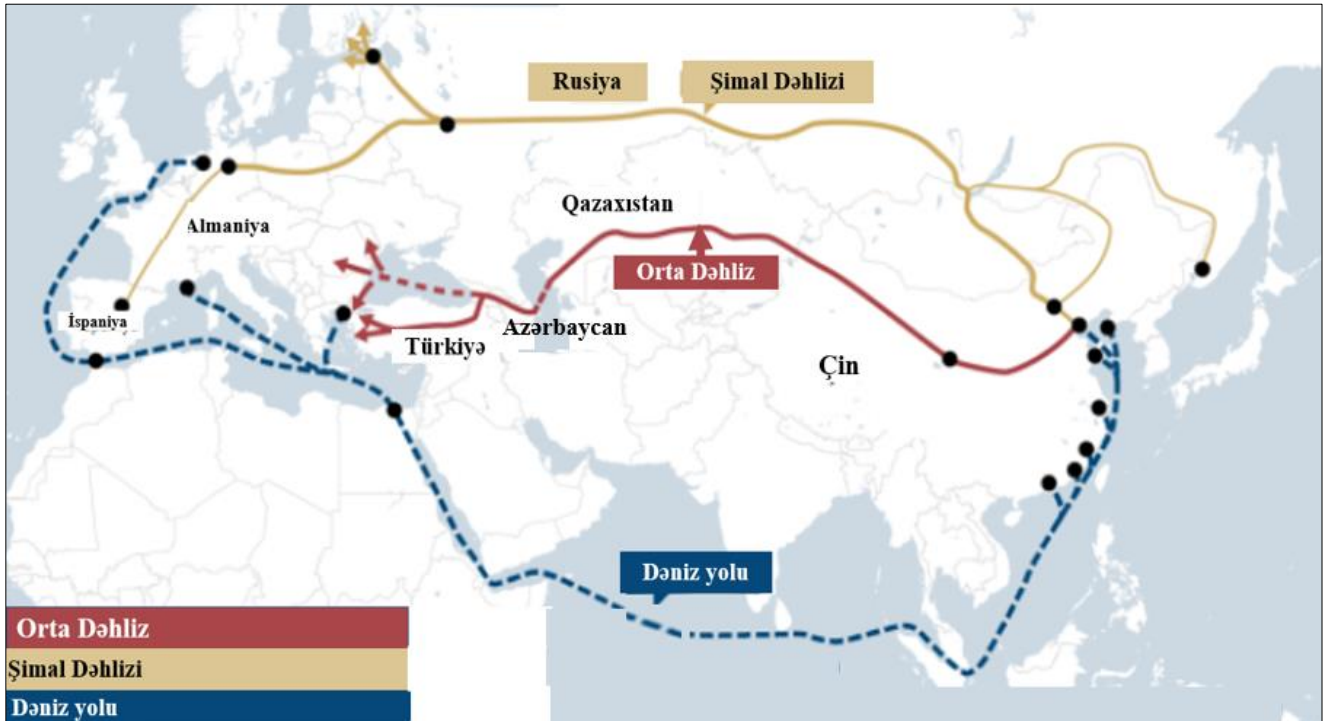 Rusiya
Şimal Dəhlizi
Qazaxıstan
Almaniya
Orta Dəhliz
İspaniya
Azərbaycan
Türkiyə
Çin
Dəniz yolu
Orta Dəhliz
Şimal Dəhlizi
Dəniz yolu